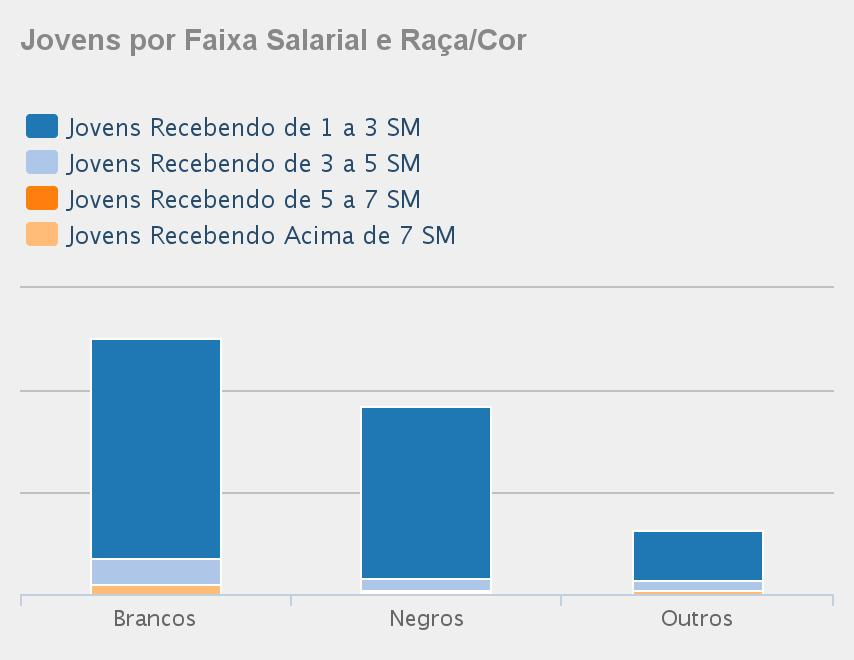 Jovens por Faixa Salarial e Raça/Cor
Jovens Recebendo de 1 a 3 SM
Jovens Recebendo de 3 a 5 SM
Jovens Recebendo de 5 a 7 SM
Jovens Recebendo Acima de 7 SM
Brancos
Negros
Outros